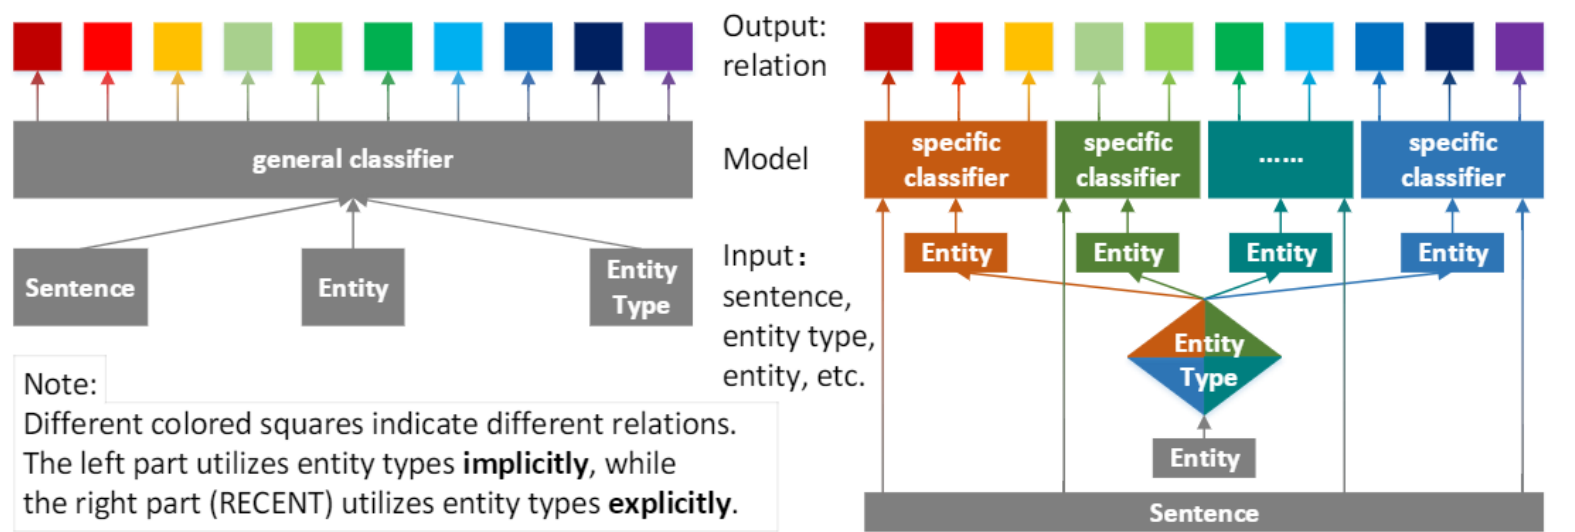 general classifier
Sentence
Entity
Entity
Type
Note:
Different colored squares indicate different relations.
The left part utilizes entity types implicitly, while
the right part (RECENT) utilizes entity types explicitly.
Output:
relation
Model
Input：
sentence,
entity type,
entity, etc.
specific
classifier
specific
classifier
……
specific
classifier
Entity
Entity
Entity
Entity
Entity
Type
Entity
Sentence